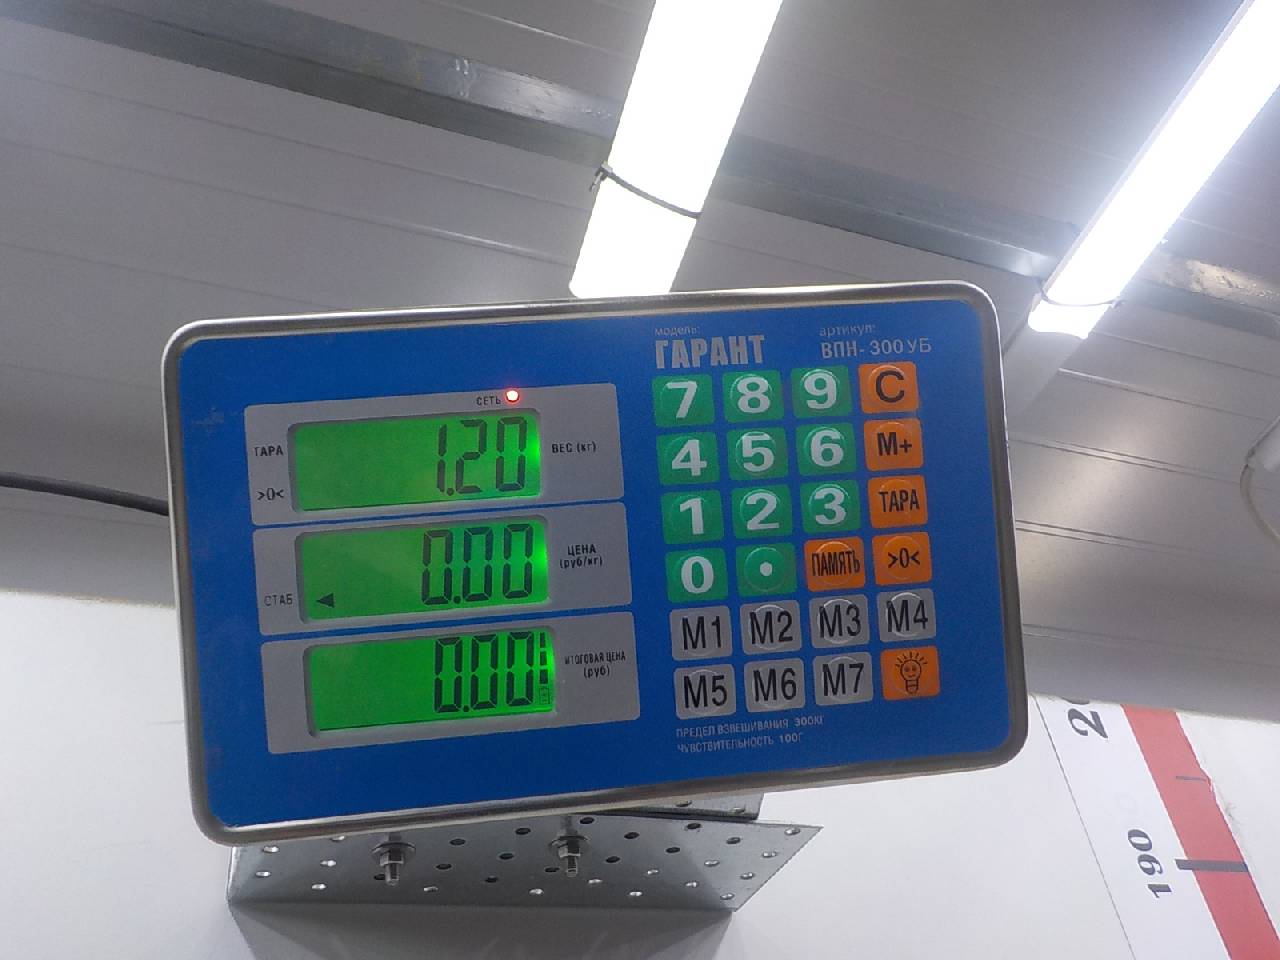 модель:
ГАРАНТ
артикул:
ВПН-300УБ
СЕТЬ
ТАРА
>0<
1.20
ВЕС (кг)
СТАБ
0.00
ЦЕНА
(руб/кг)
0.00
ИТОГОВАЯ ЦЕНА
(руб)
7 8 9 C
4 5 6 M+
1 2 3 ТАРА
0 . ПАМЯТЬ >0<
M1 M2 M3 M4
M5 M6 M7
ПРЕДЕЛ ВЗВЕШИВАНИЯ 300КГ
ЧУВСТВИТЕЛЬНОСТЬ 100Г
190